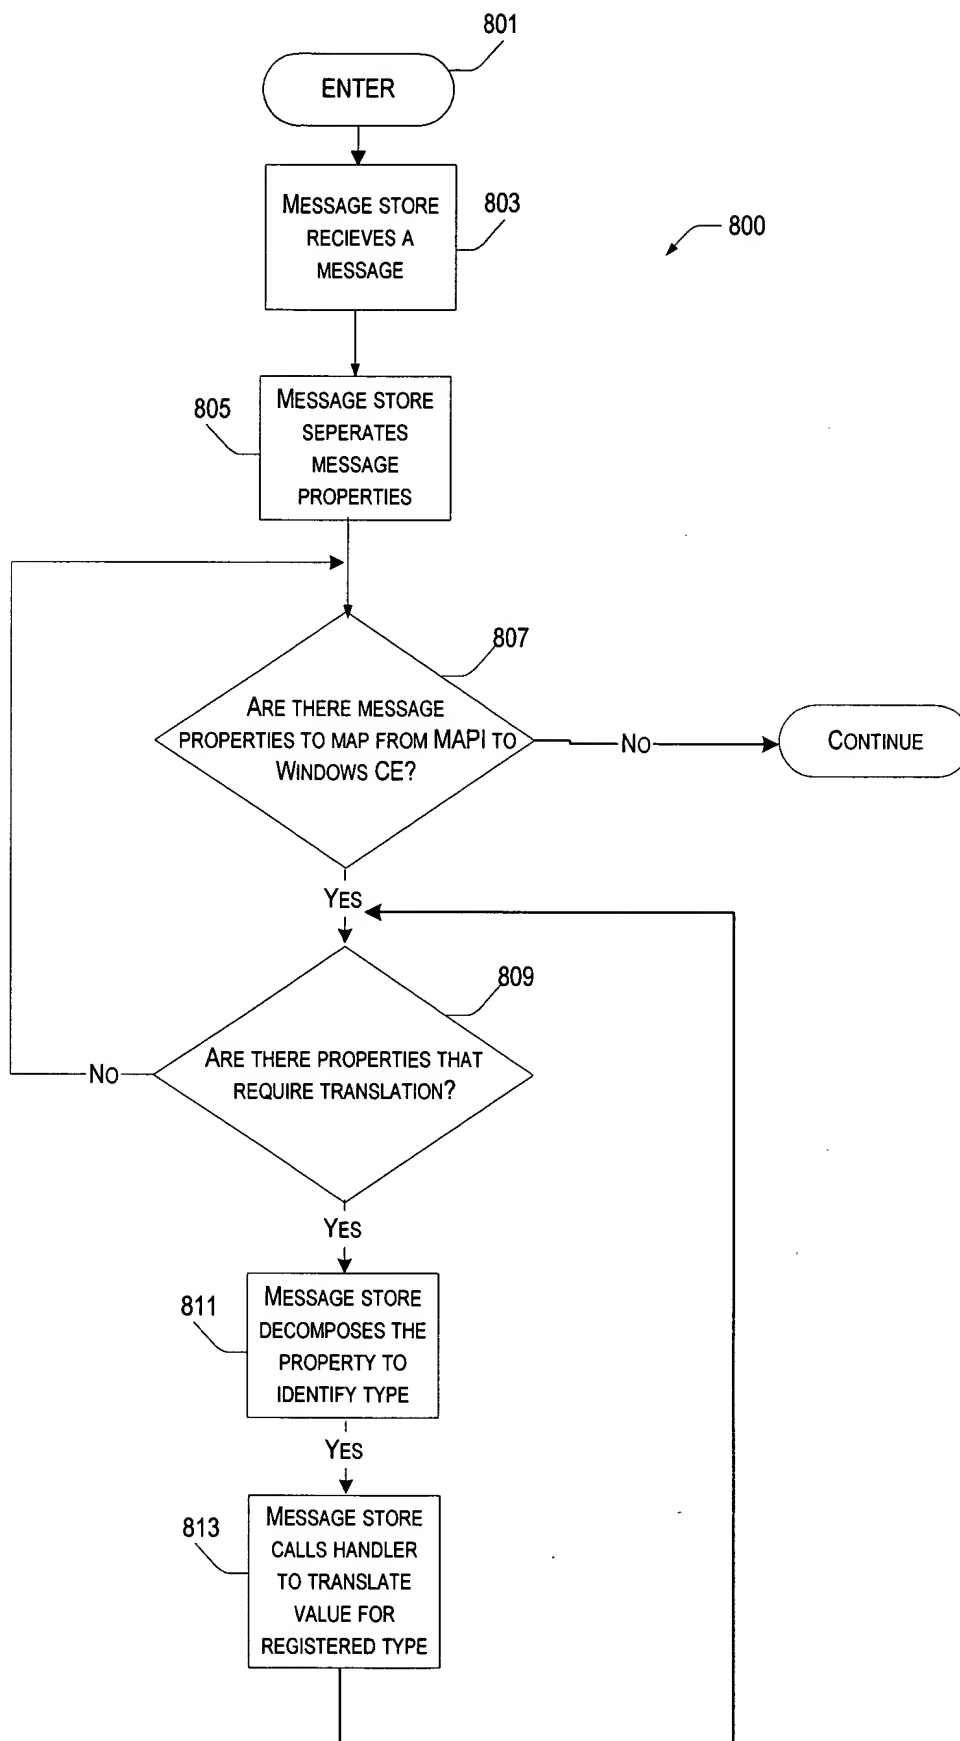 801
ENTER
MESSAGE STORE
RECIEVES A
MESSAGE
803
800
MESSAGE STORE
SEPERATES
MESSAGE
PROPERTIES
805
807
ARE THERE MESSAGE
PROPERTIES TO MAP FROM MAPI TO
WINDOWS CE?
NO
CONTINUE
YES
809
ARE THERE PROPERTIES THAT
REQUIRE TRANSLATION?
NO
YES
811
MESSAGE STORE
DECOMPOSES THE
PROPERTY TO
IDENTIFY TYPE
YES
813
MESSAGE STORE
CALLS HANDLER
TO TRANSLATE
VALUE FOR
REGISTERED TYPE